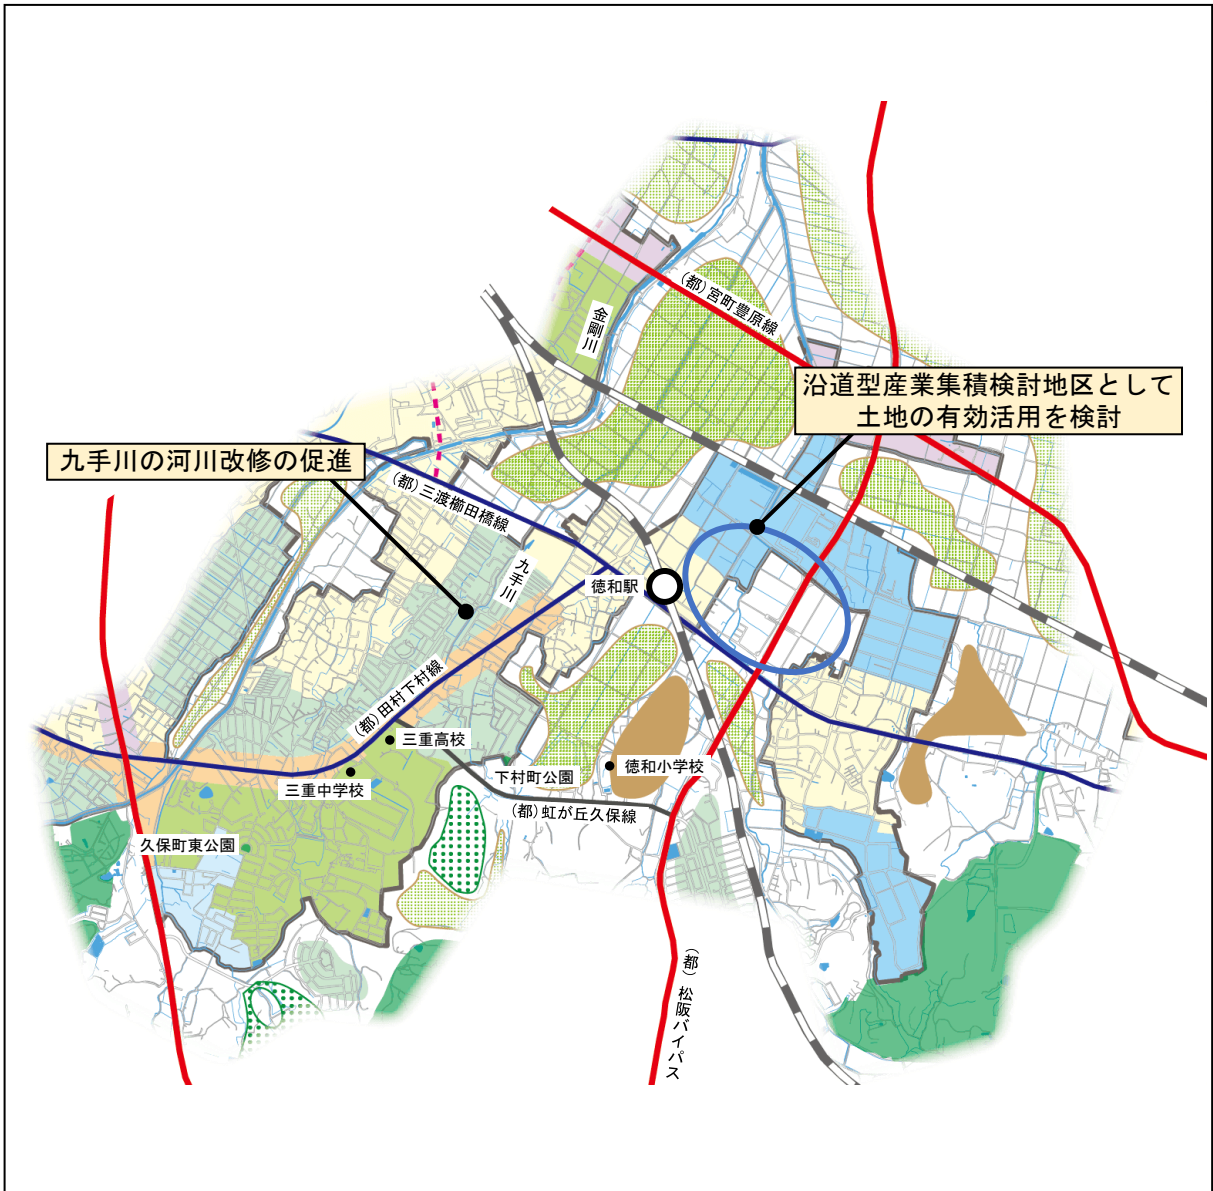 (都)宮町豊原線
金剛川
沿道型産業集積検討地区として
土地の有効活用を検討
九手川の河川改修の促進
(都)三渡櫛田橋線
九手川
徳和駅
(都)田村下村線
三重高校
下村町公園
徳和小学校
三重中学校
(都)虹が丘久保線
久保町東公園
(都)松阪バイパス